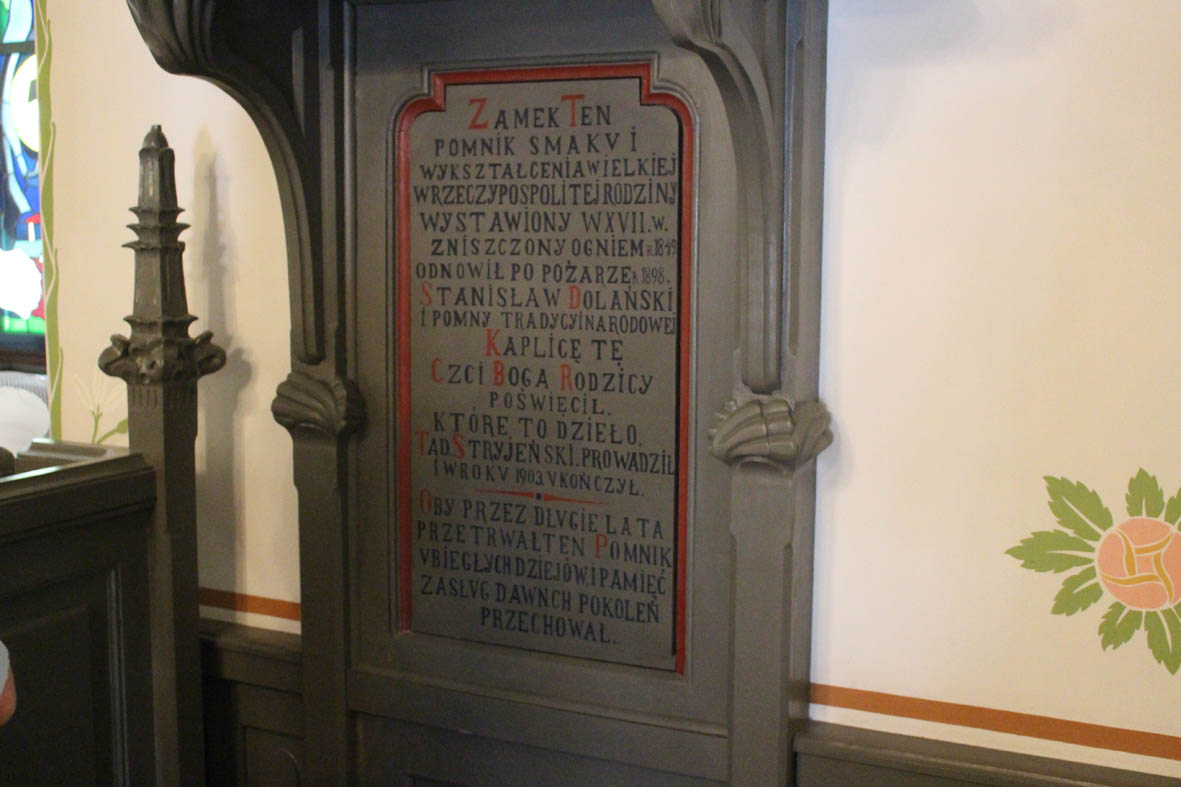 ZAMEK TEN
POMNIK SMAKV I
WYKSZTAŁCENIA WIELKIEJ
W RZECZYPOSPOLITEJ RODZINY
WYSTAWIONY W XVII. W.
ZNISZCZONY OGNIEM R. 1849.
ODNOWIŁ PO POŻARZE R. 1898.
STANISŁAW DOLAŃSKI
I POMNY TRADYCYI NARODOWEJ
KAPLICĘ TĘ
CZCI BOGA RODZICY
POŚWIĘCIŁ.
KTÓRE TO DZIEŁO,
TAD. STRYJEŃSKI. PROWADZIŁ
I W ROKV 1903. VKOŃCZYŁ.
OBY PRZEZ DŁVGIE LATA
PRZETRWAŁ TEN POMNIK
VBIEGŁYCH DZIEJÓW. I PAMIĘĆ
ZASŁVG DAWNCH POKOLEŃ
PRZECHOWAŁ.